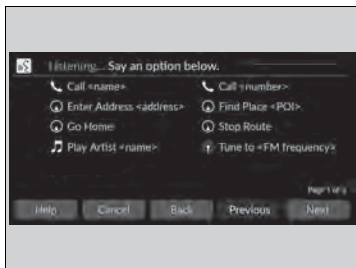 Listening... Say an option below.
Call <name>
Call <number>
Enter Address <address>
Find Place <POI>
Go Home
Stop Route
Play Artist <name>
Tune to <FM frequency>
Page 1 of
Help Cancel Back Previous Next